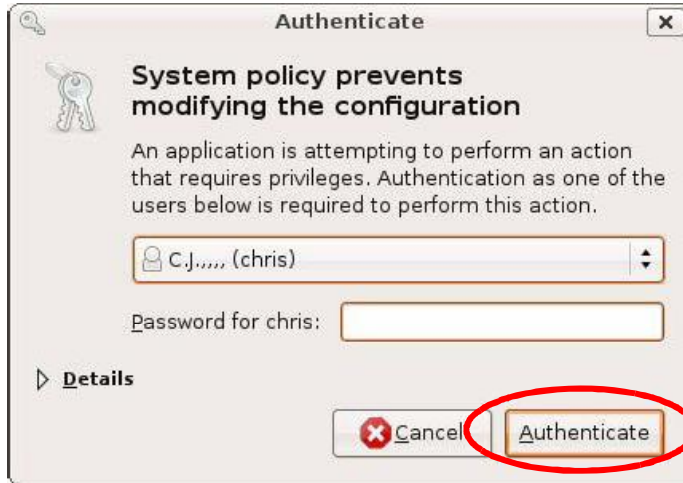 Authenticate
System policy prevents
modifying the configuration
An application is attempting to perform an action
that requires privileges. Authentication as one of the
users below is required to perform this action.
C.J.,,,,, (chris)
Password for chris:
Details
Cancel Authenticate